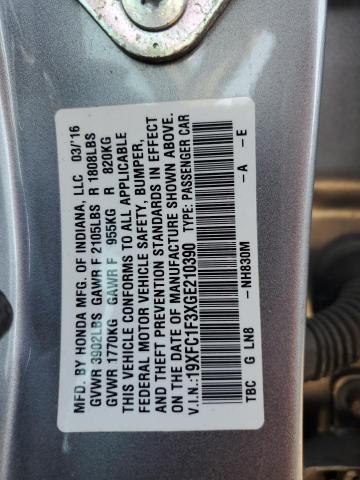 MFD. BY HONDA MFG. OF INDIANA, LLC 03/'16
GVWR 3902LBS GAWR F 2105LBS R 1808LBS
GVWR 1770KG GAWR F 955KG R 820KG
THIS VEHICLE CONFORMS TO ALL APPLICABLE
FEDERAL MOTOR VEHICLE SAFETY, BUMPER,
AND THEFT PREVENTION STANDARDS IN EFFECT
ON THE DATE OF MANUFACTURE SHOWN ABOVE.
V.I.N.:19XFC1F3XGE210390 TYPE: PASSENGER CAR
TBC G LN8 - NH830M - A - E